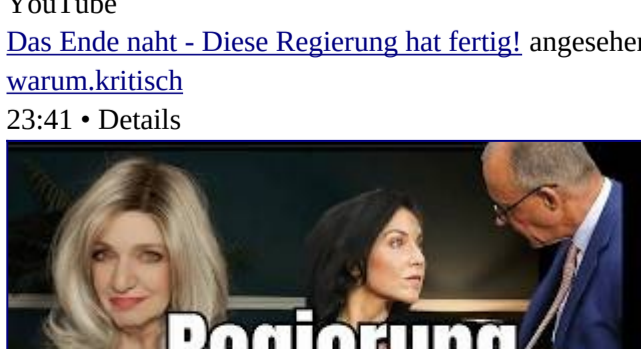 YouTube
Das Ende naht - Diese Regierung hat fertig! angesehen
warum.kritisch
23:41 • Details
Regierung